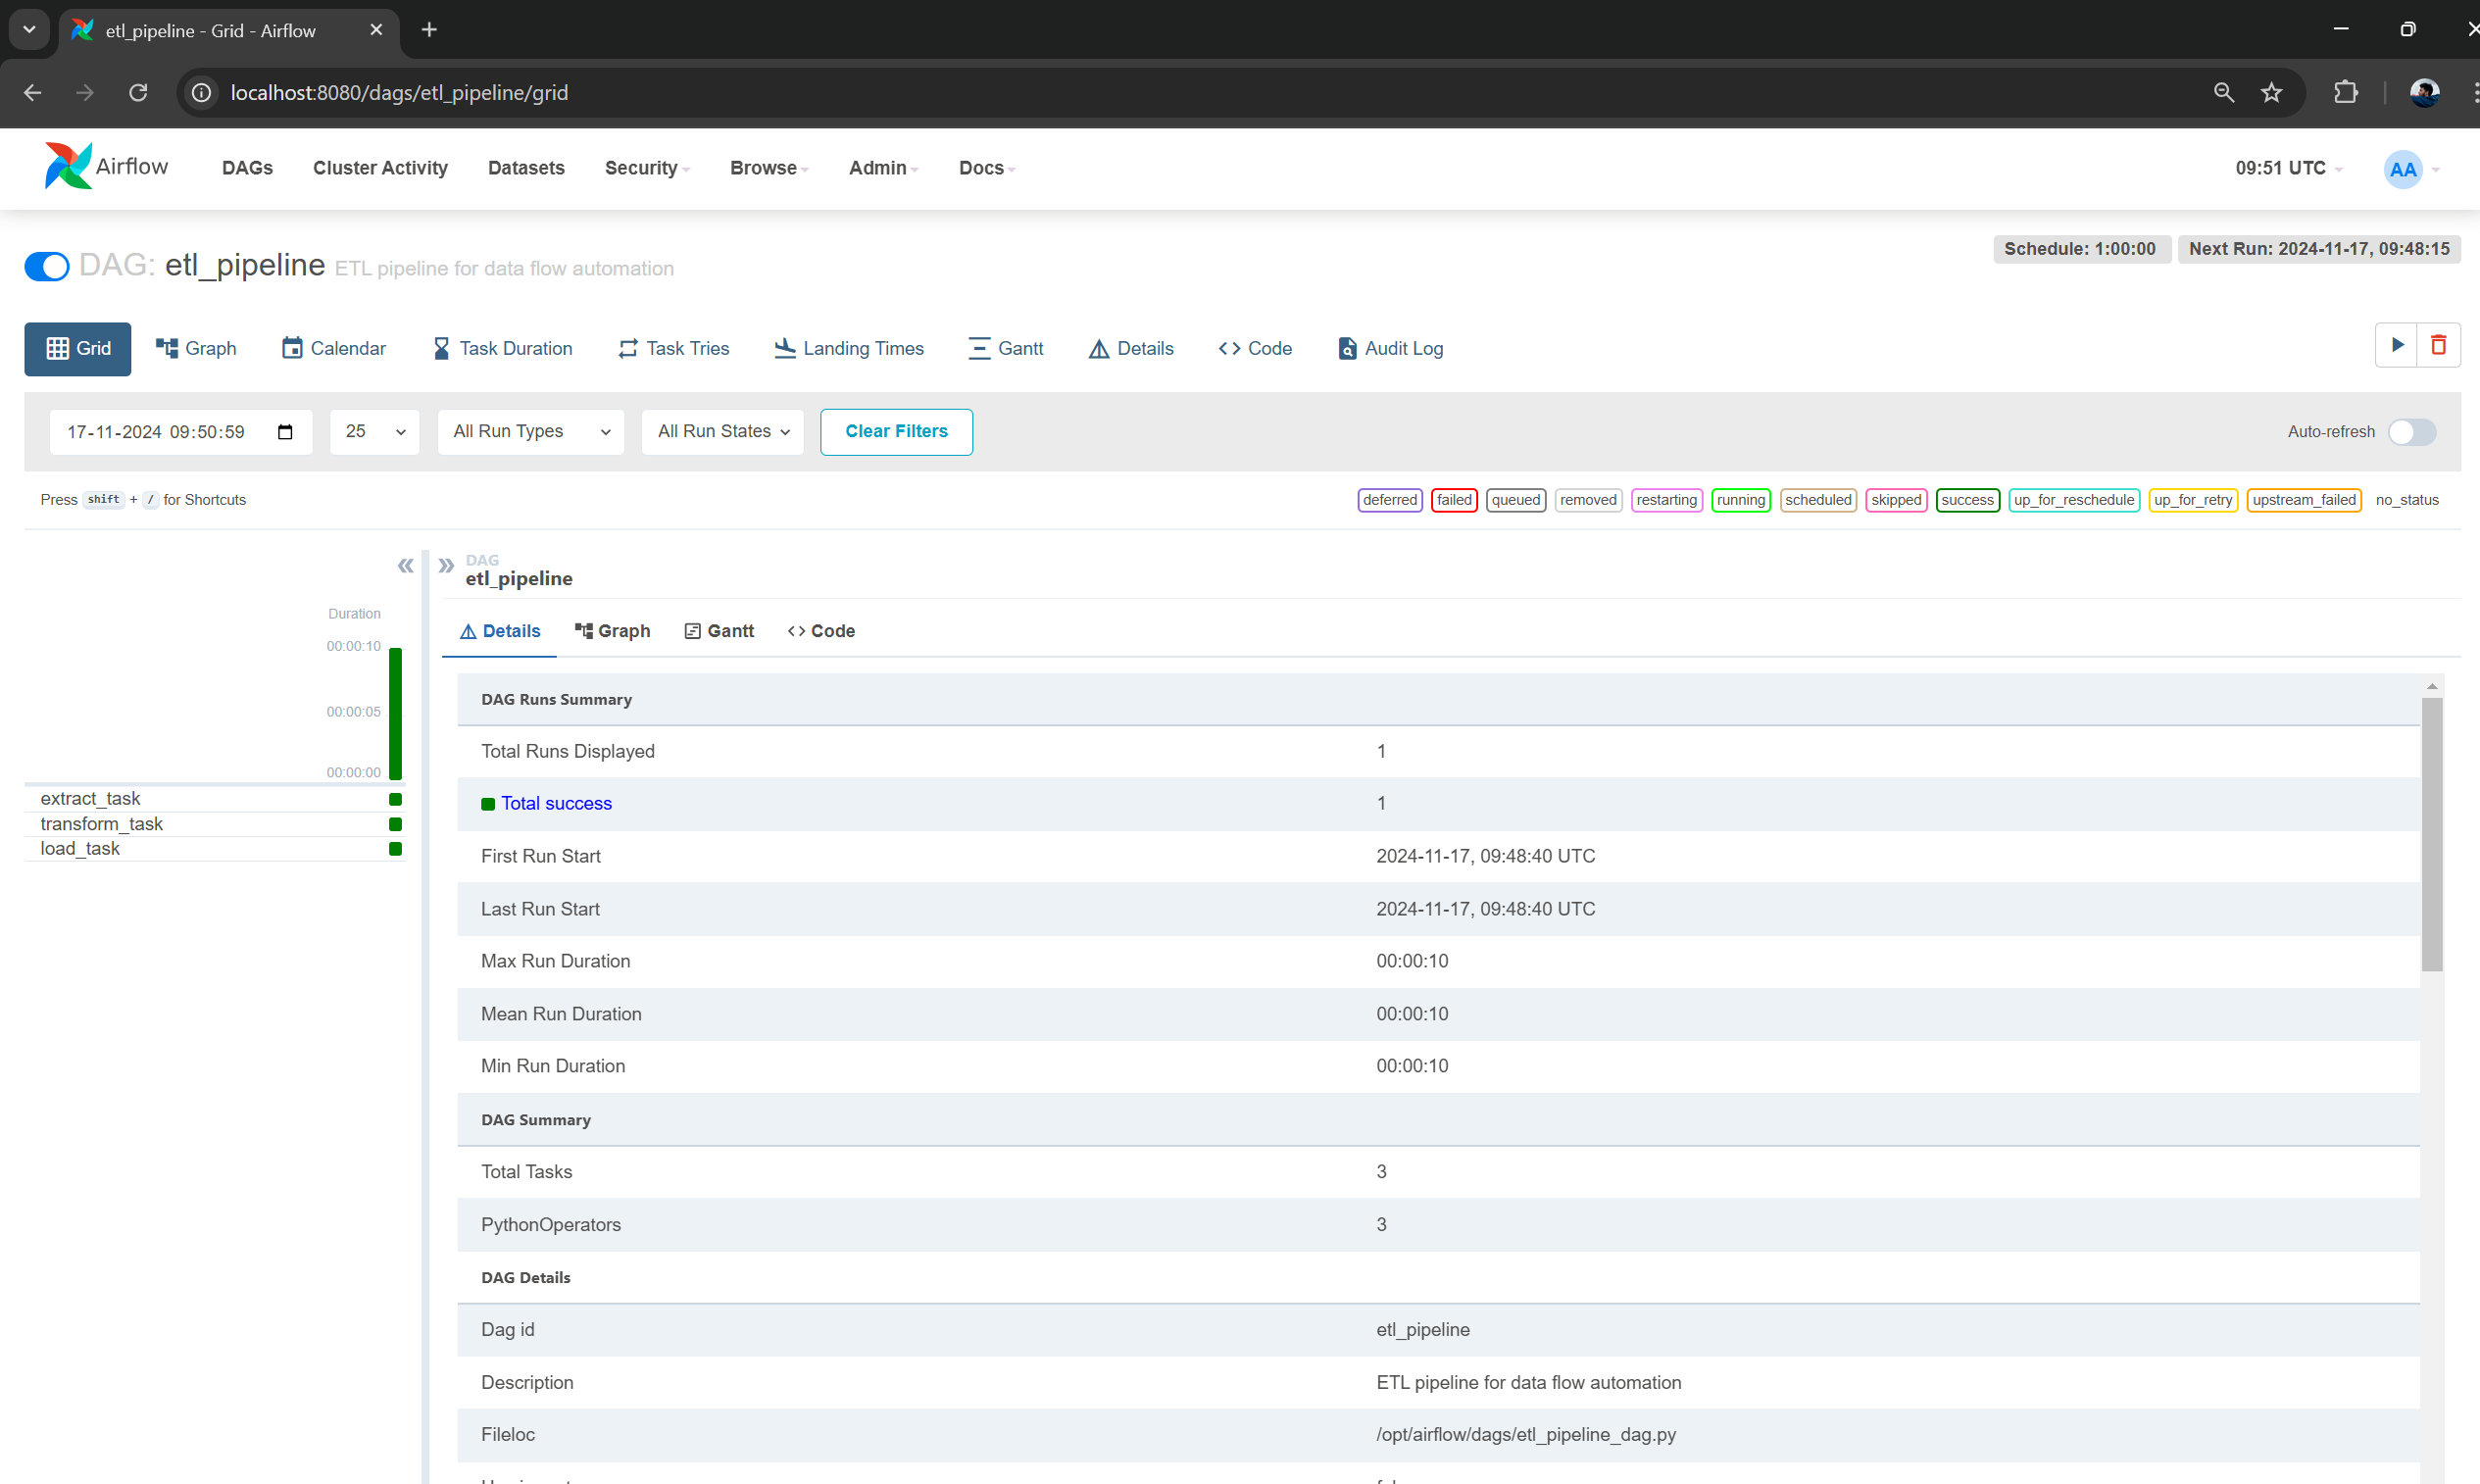 etl_pipeline - Grid - Airflow
localhost:8080/dags/etl_pipeline/grid
Airflow DAGs Cluster Activity Datasets Security Browse Admin Docs 09:51 UTC AA
DAG: etl_pipeline ETL pipeline for data flow automation Schedule: 1:00:00 Next Run: 2024-11-17, 09:48:15
Grid Graph Calendar Task Duration Task Tries Landing Times Gantt Details Code Audit Log
17-11-2024 09:50:59 25 All Run Types All Run States Clear Filters Auto-refresh
Press shift + / for Shortcuts deferred failed queued removed restarting running scheduled skipped success up_for_reschedule up_for_retry upstream_failed no_status
Duration
00:00:10
00:00:05
00:00:00
extract_task
transform_task
load_task
DAG
etl_pipeline
Details Graph Gantt Code
DAG Runs Summary
Total Runs Displayed 1
Total success 1
First Run Start 2024-11-17, 09:48:40 UTC
Last Run Start 2024-11-17, 09:48:40 UTC
Max Run Duration 00:00:10
Mean Run Duration 00:00:10
Min Run Duration 00:00:10
DAG Summary
Total Tasks 3
PythonOperators 3
DAG Details
Dag id etl_pipeline
Description ETL pipeline for data flow automation
Fileloc /opt/airflow/dags/etl_pipeline_dag.py